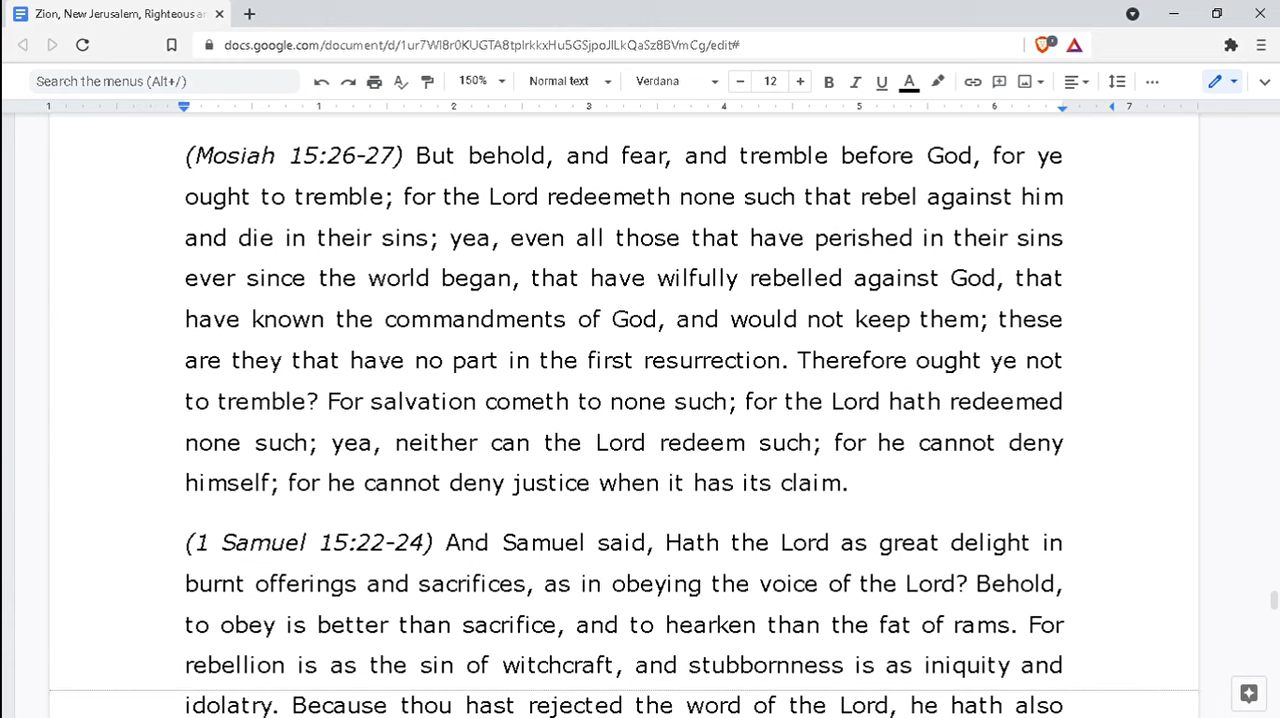 Zion, New Jerusalem, Righteous a
docs.google.com/document/d/1ur7Wl8r0KUGTA8tplrkkxHu5GSjpoJlLkQaSz8BVmCg/edit#
Search the menus (Alt+/) 150% Normal text Verdana 12
1 1 2 3 4 5 6 7
(Mosiah 15:26-27) But behold, and fear, and tremble before God, for ye
ought to tremble; for the Lord redeemeth none such that rebel against him
and die in their sins; yea, even all those that have perished in their sins
ever since the world began, that have wilfully rebelled against God, that
have known the commandments of God, and would not keep them; these
are they that have no part in the first resurrection. Therefore ought ye not
to tremble? For salvation cometh to none such; for the Lord hath redeemed
none such; yea, neither can the Lord redeem such; for he cannot deny
himself; for he cannot deny justice when it has its claim.
(1 Samuel 15:22-24) And Samuel said, Hath the Lord as great delight in
burnt offerings and sacrifices, as in obeying the voice of the Lord? Behold,
to obey is better than sacrifice, and to hearken than the fat of rams. For
rebellion is as the sin of witchcraft, and stubbornness is as iniquity and
idolatry. Because thou hast rejected the word of the Lord, he hath also